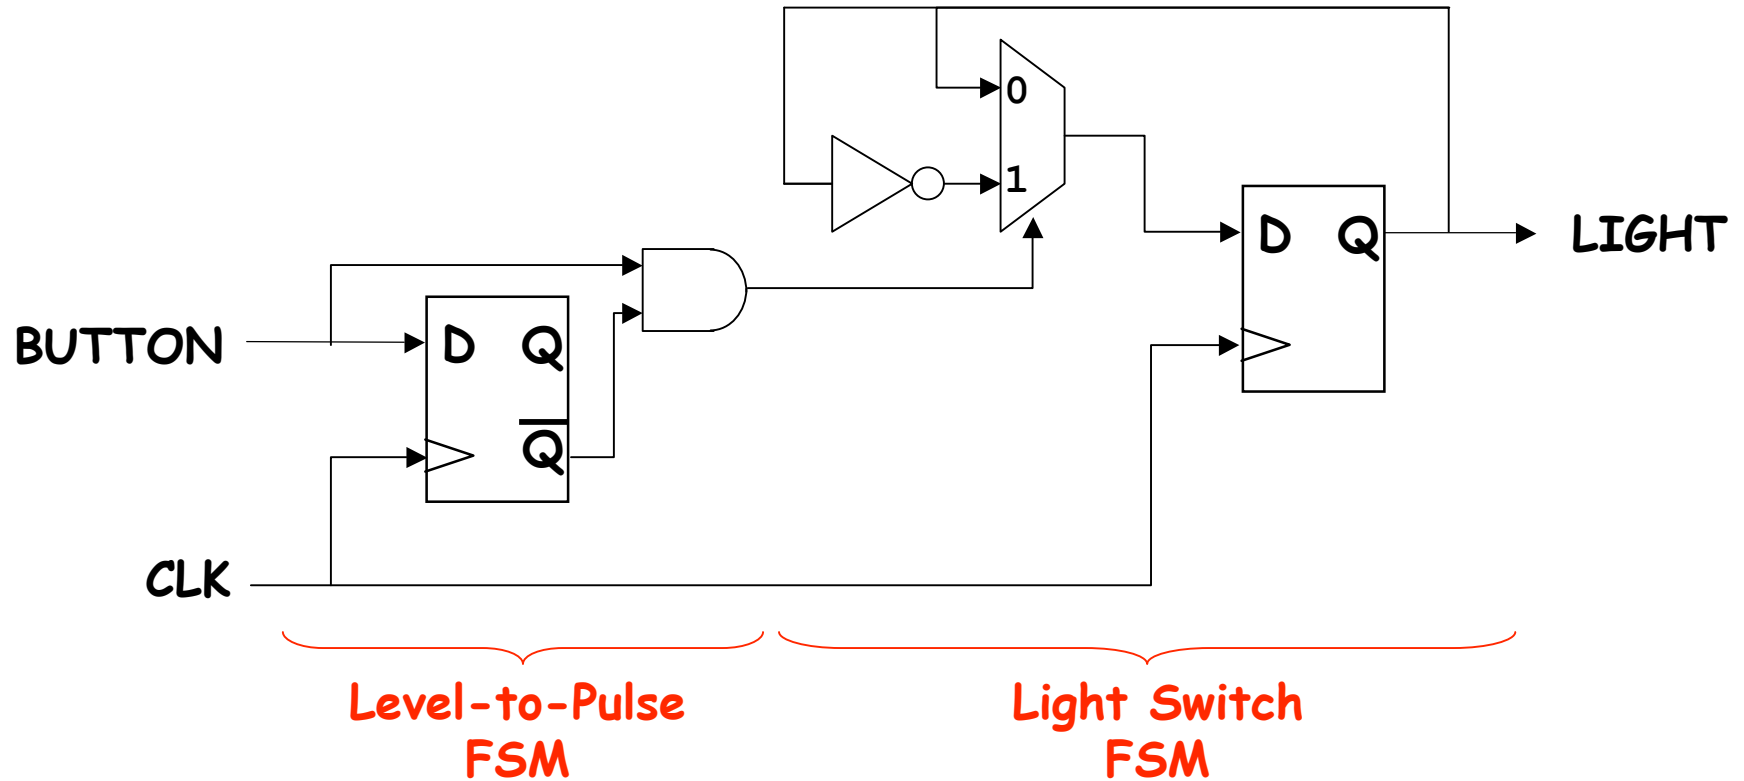 0
1
D Q
LIGHT
BUTTON
D Q
Q̅
CLK
Level-to-Pulse
FSM
Light Switch
FSM